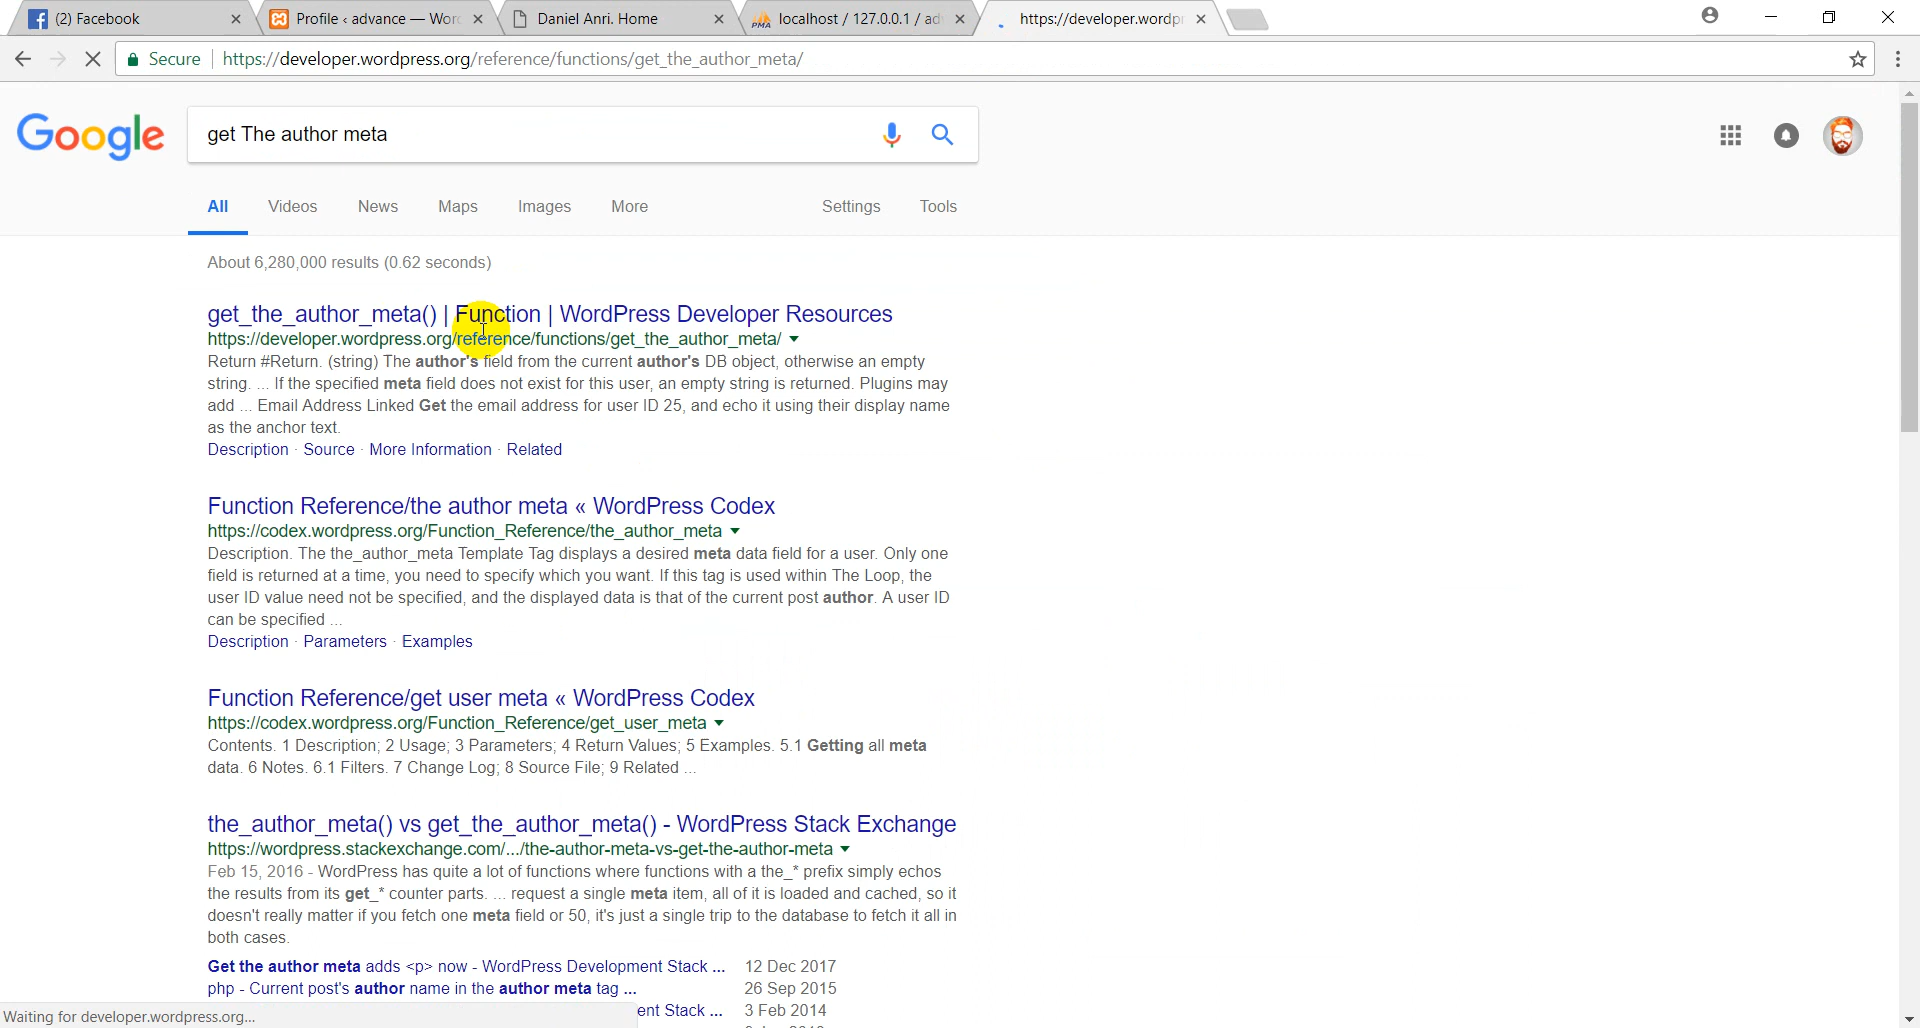 (2) Facebook
Profile ‹ advance — Word
Daniel Anri. Home
localhost / 127.0.0.1 / ad
https://developer.wordpr
Secure
https://developer.wordpress.org/reference/functions/get_the_author_meta/
Google
get The author meta
All
Videos
News
Maps
Images
More
Settings
Tools
About 6,280,000 results (0.62 seconds)
get_the_author_meta() | Function | WordPress Developer Resources
https://developer.wordpress.org/reference/functions/get_the_author_meta/
Return #Return. (string) The author's field from the current author's DB object, otherwise an empty
string. ... If the specified meta field does not exist for this user, an empty string is returned. Plugins may
add ... Email Address Linked Get the email address for user ID 25, and echo it using their display name
as the anchor text.
Description · Source · More Information · Related
Function Reference/the author meta « WordPress Codex
https://codex.wordpress.org/Function_Reference/the_author_meta
Description. The the_author_meta Template Tag displays a desired meta data field for a user. Only one
field is returned at a time, you need to specify which you want. If this tag is used within The Loop, the
user ID value need not be specified, and the displayed data is that of the current post author. A user ID
can be specified ...
Description · Parameters · Examples
Function Reference/get user meta « WordPress Codex
https://codex.wordpress.org/Function_Reference/get_user_meta
Contents. 1 Description; 2 Usage; 3 Parameters; 4 Return Values; 5 Examples. 5.1 Getting all meta
data. 6 Notes. 6.1 Filters. 7 Change Log; 8 Source File; 9 Related ...
the_author_meta() vs get_the_author_meta() - WordPress Stack Exchange
https://wordpress.stackexchange.com/.../the-author-meta-vs-get-the-author-meta
Feb 15, 2016 - WordPress has quite a lot of functions where functions with a the_* prefix simply echos
the results from its get_* counter parts. ... request a single meta item, all of it is loaded and cached, so it
doesn't really matter if you fetch one meta field or 50, it's just a single trip to the database to fetch it all in
both cases.
Get the author meta adds <p> now - WordPress Development Stack ... 12 Dec 2017
php - Current post's author name in the author meta tag ... 26 Sep 2015
ent Stack ... 3 Feb 2014
Waiting for developer.wordpress.org...